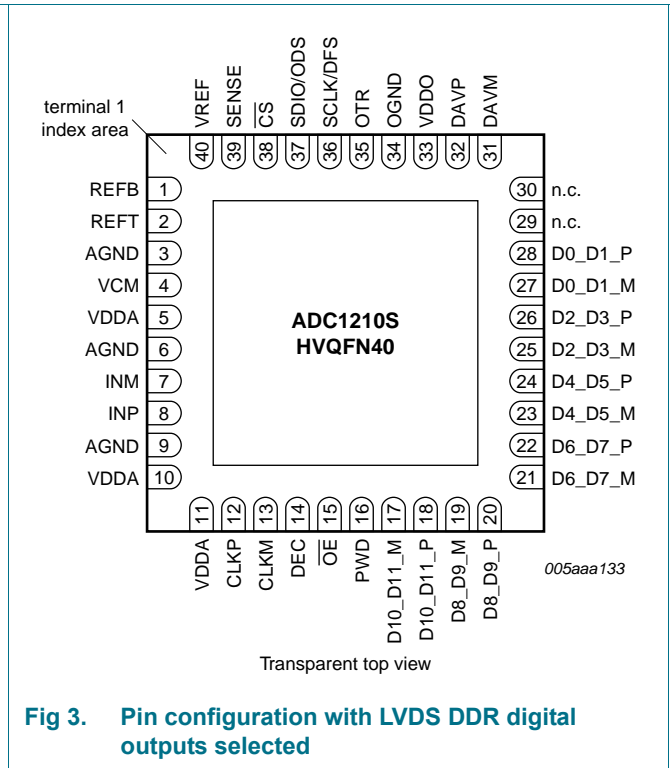 terminal 1
index area
VREF
SENSE
CS
SDIO/ODS
SCLK/DFS
OTR
OGND
VDDO
DAVP
DAVM
40
39
38
37
36
35
34
33
32
31
REFB 1
REFT 2
AGND 3
VCM 4
VDDA 5
AGND 6
INM 7
INP 8
AGND 9
VDDA 10
30 n.c.
29 n.c.
28 D0_D1_P
27 D0_D1_M
26 D2_D3_P
25 D2_D3_M
24 D4_D5_P
23 D4_D5_M
22 D6_D7_P
21 D6_D7_M
ADC1210S
HVQFN40
11
12
13
14
15
16
17
18
19
20
VDDA
CLKP
CLKM
DEC
OE
PWD
D10_D11_M
D10_D11_P
D8_D9_M
D8_D9_P
005aaa133
Transparent top view
Fig 3. Pin configuration with LVDS DDR digital
outputs selected